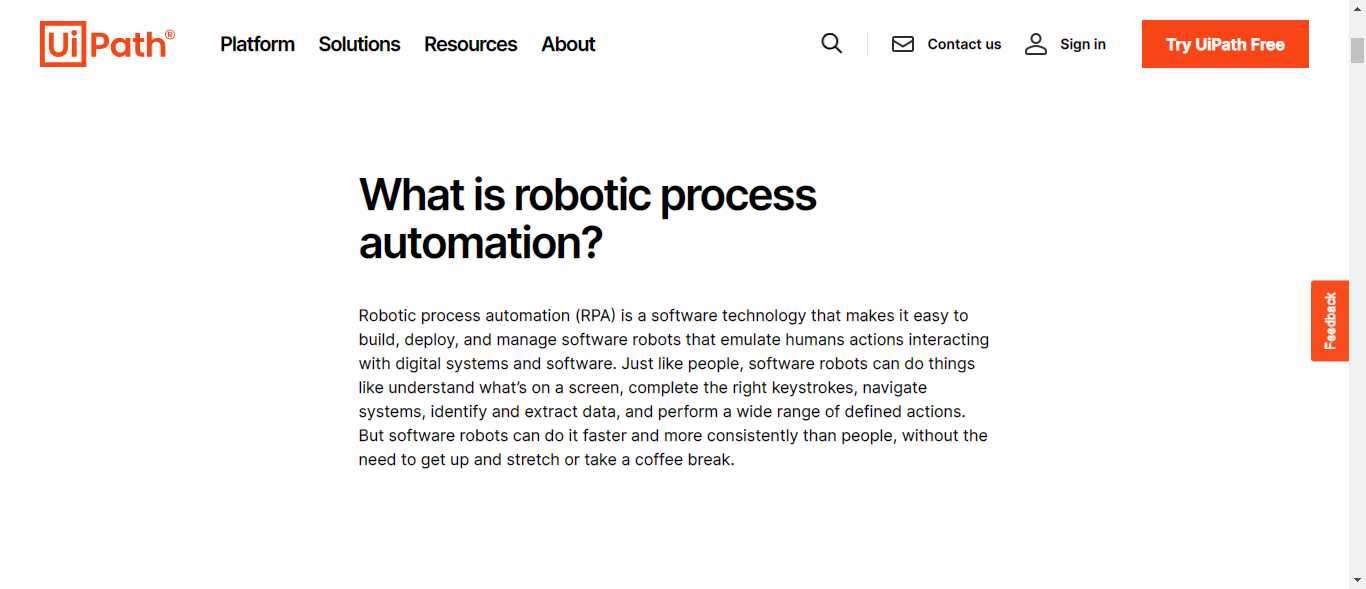 UiPath®
Platform Solutions Resources About Contact us Sign in Try UiPath Free
What is robotic process
automation?
Feedback
Robotic process automation (RPA) is a software technology that makes it easy to
build, deploy, and manage software robots that emulate humans actions interacting
with digital systems and software. Just like people, software robots can do things
like understand what’s on a screen, complete the right keystrokes, navigate
systems, identify and extract data, and perform a wide range of defined actions.
But software robots can do it faster and more consistently than people, without the
need to get up and stretch or take a coffee break.